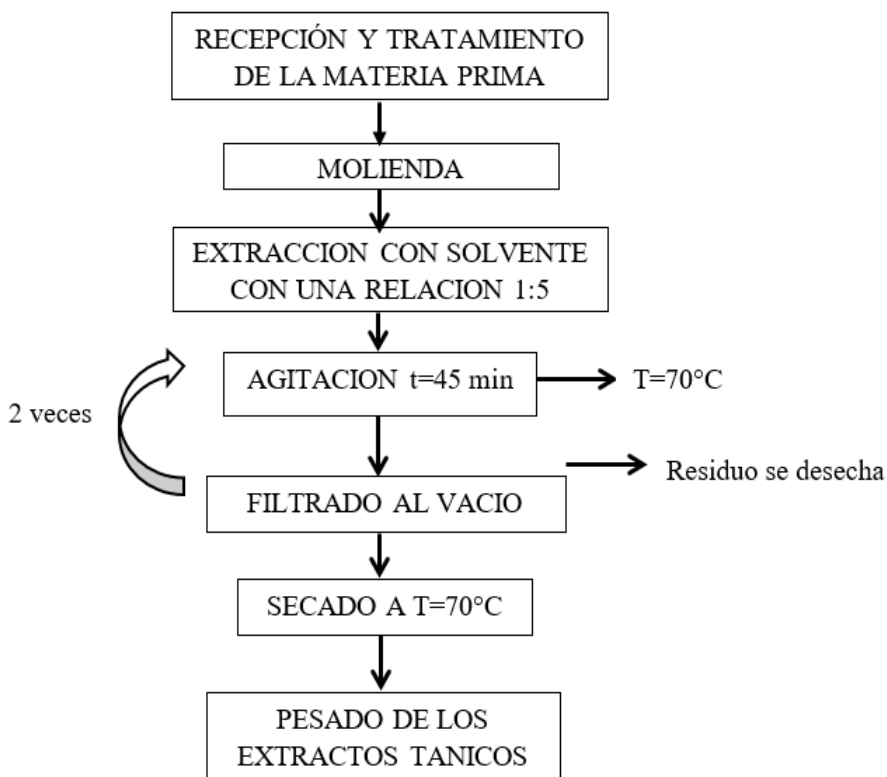 RECEPCIÓN Y TRATAMIENTO
DE LA MATERIA PRIMA
MOLIENDA
EXTRACCION CON SOLVENTE
CON UNA RELACION 1:5
AGITACION t=45 min
T=70°C
2 veces
Residuo se desecha
FILTRADO AL VACIO
SECADO A T=70°C
PESADO DE LOS
EXTRACTOS TANICOS